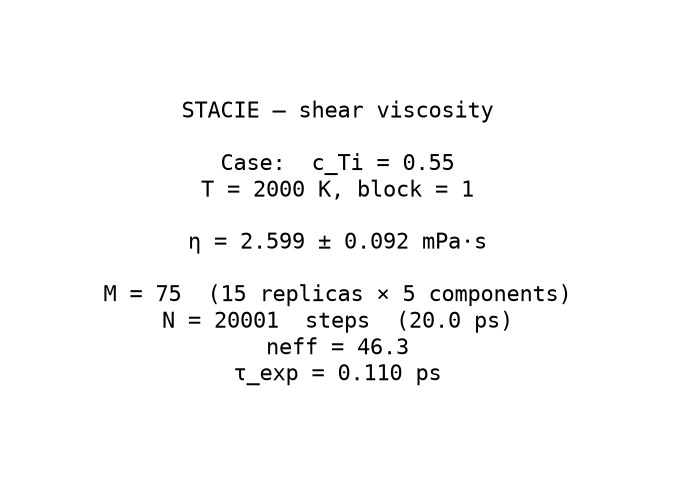 STACIE — shear viscosity
Case:  c_Ti = 0.55
T = 2000 K, block = 1
η = 2.599 ± 0.092 mPa·s
M = 75  (15 replicas × 5 components)
N = 20001  steps  (20.0 ps)
neff = 46.3
τ_exp = 0.110 ps